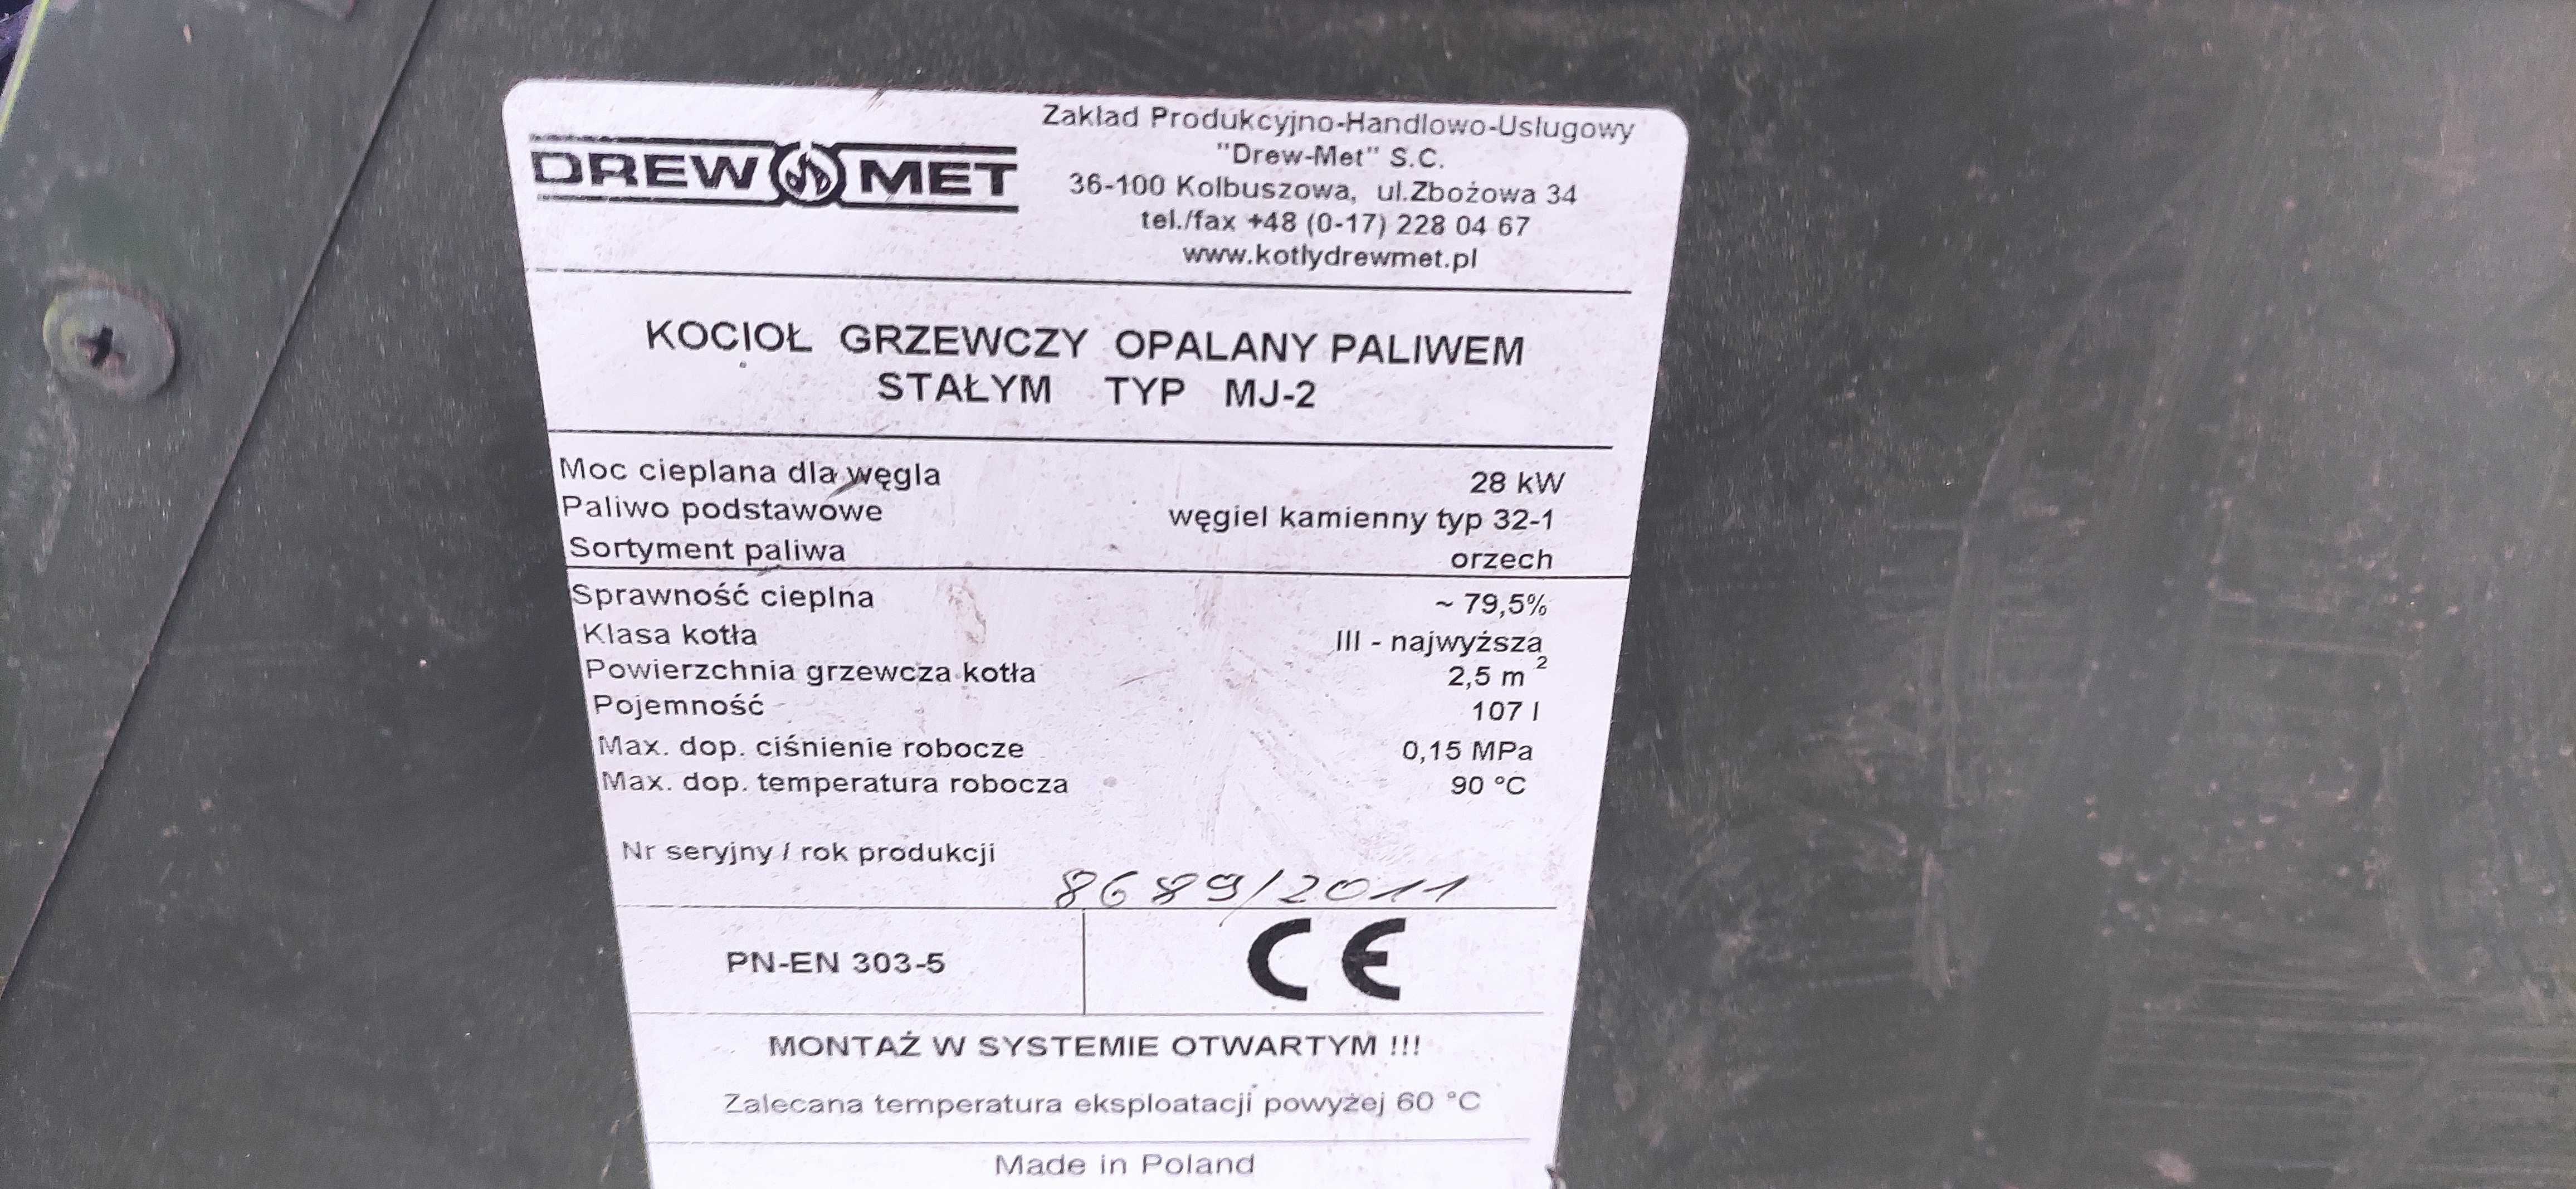 DREW MET
Zakład Produkcyjno-Handlowo-Usługowy
"Drew-Met" S.C.
36-100 Kolbuszowa, ul.Zbożowa 34
tel./fax +48 (0-17) 228 04 67
www.kotlydrewmet.pl
KOCIOŁ GRZEWCZY OPALANY PALIWEM
STAŁYM TYP MJ-2
Moc cieplana dla węgla 28 kW
Paliwo podstawowe węgiel kamienny typ 32-1
Sortyment paliwa orzech
Sprawność cieplna ~ 79,5%
Klasa kotła III - najwyższa
Powierzchnia grzewcza kotła 2,5 m²
Pojemność 107 l
Max. dop. ciśnienie robocze 0,15 MPa
Max. dop. temperatura robocza 90 °C
Nr seryjny / rok produkcji
8689/2011
PN-EN 303-5 CE
MONTAŻ W SYSTEMIE OTWARTYM !!!
Zalecana temperatura eksploatacji powyżej 60 °C
Made in Poland